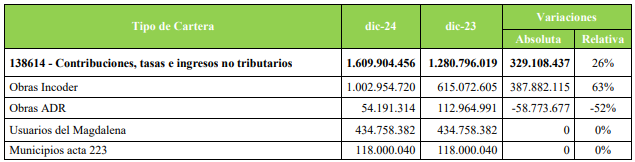 Tipo de Cartera dic-24 dic-23 Variaciones
Absoluta Relativa
138614 - Contribuciones, tasas e ingresos no tributarios 1.609.904.456 1.280.796.019 329.108.437 26%
Obras Incoder 1.002.954.720 615.072.605 387.882.115 63%
Obras ADR 54.191.314 112.964.991 -58.773.677 -52%
Usuarios del Magdalena 434.758.382 434.758.382 0 0%
Municipios acta 223 118.000.040 118.000.040 0 0%